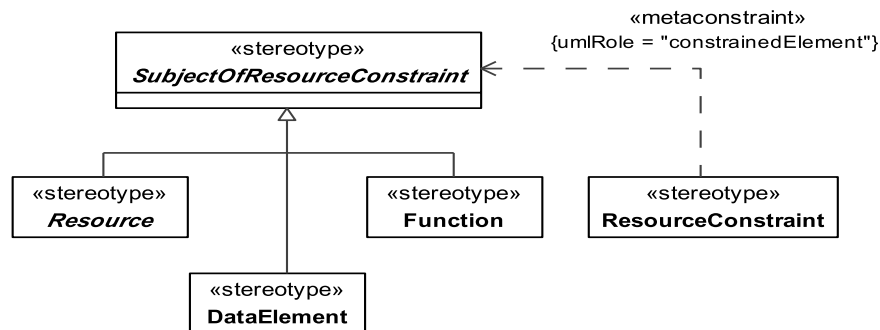 «metaconstraint»
{umlRole = "constrainedElement"}
«stereotype»
SubjectOfResourceConstraint
«stereotype»
Resource
«stereotype»
Function
«stereotype»
ResourceConstraint
«stereotype»
DataElement